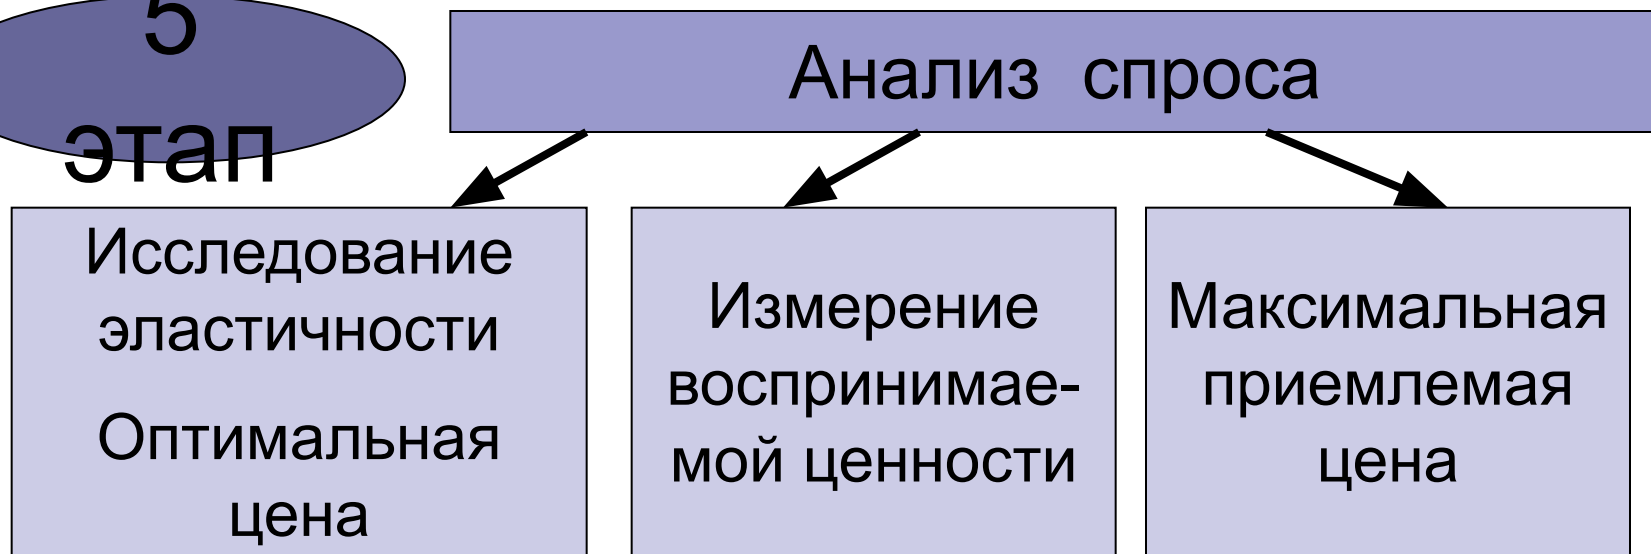 5
этап
Анализ спроса
Исследование
эластичности
Оптимальная
цена
Измерение
воспринимае-
мой ценности
Максимальная
приемлемая
цена